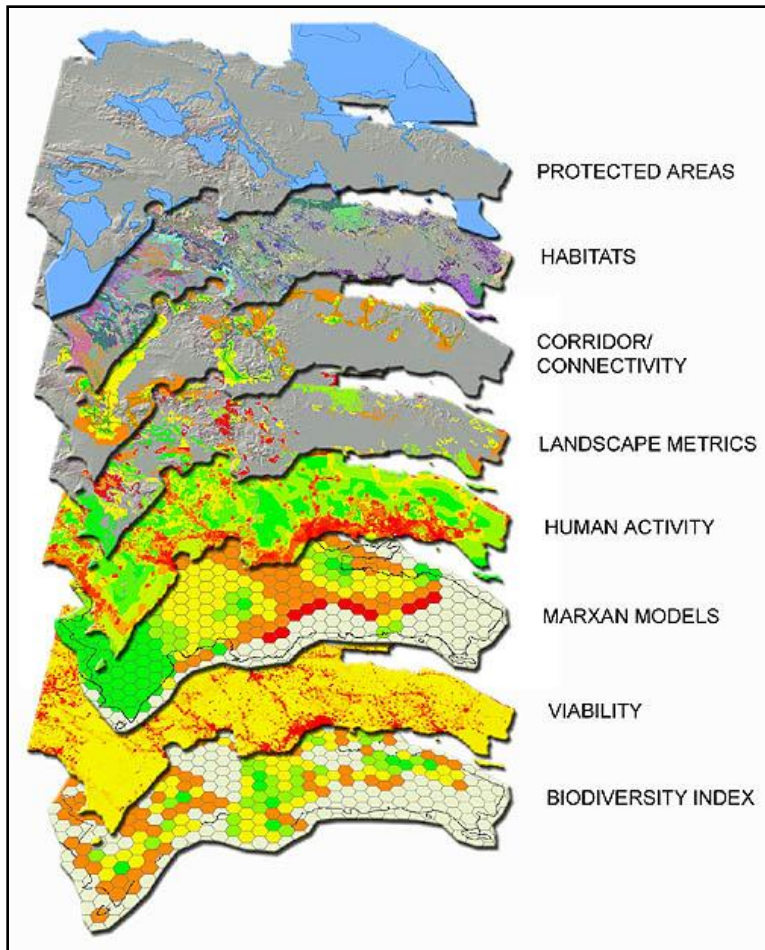 PROTECTED AREAS
HABITATS
CORRIDOR/
CONNECTIVITY
LANDSCAPE METRICS
HUMAN ACTIVITY
MARXAN MODELS
VIABILITY
BIODIVERSITY INDEX